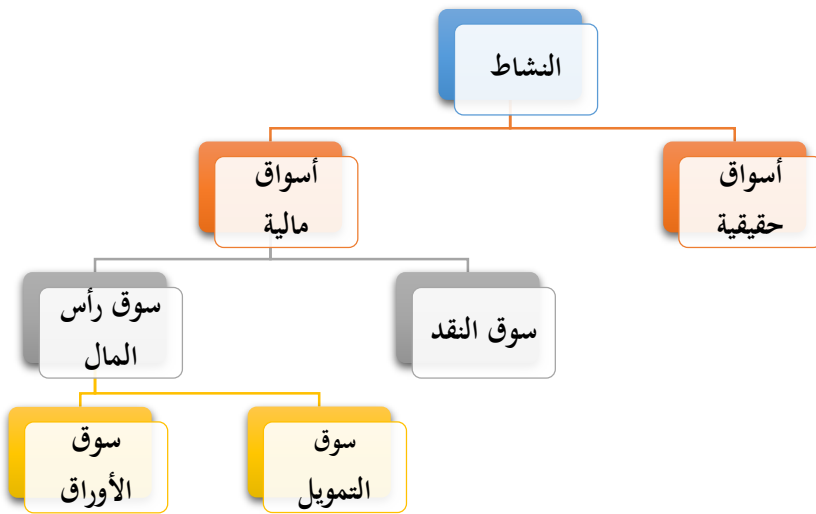 النشاط
أسواق
حقيقية
أسواق
مالية
سوق النقد
سوق رأس
المال
سوق
التمويل
سوق
الأوراق